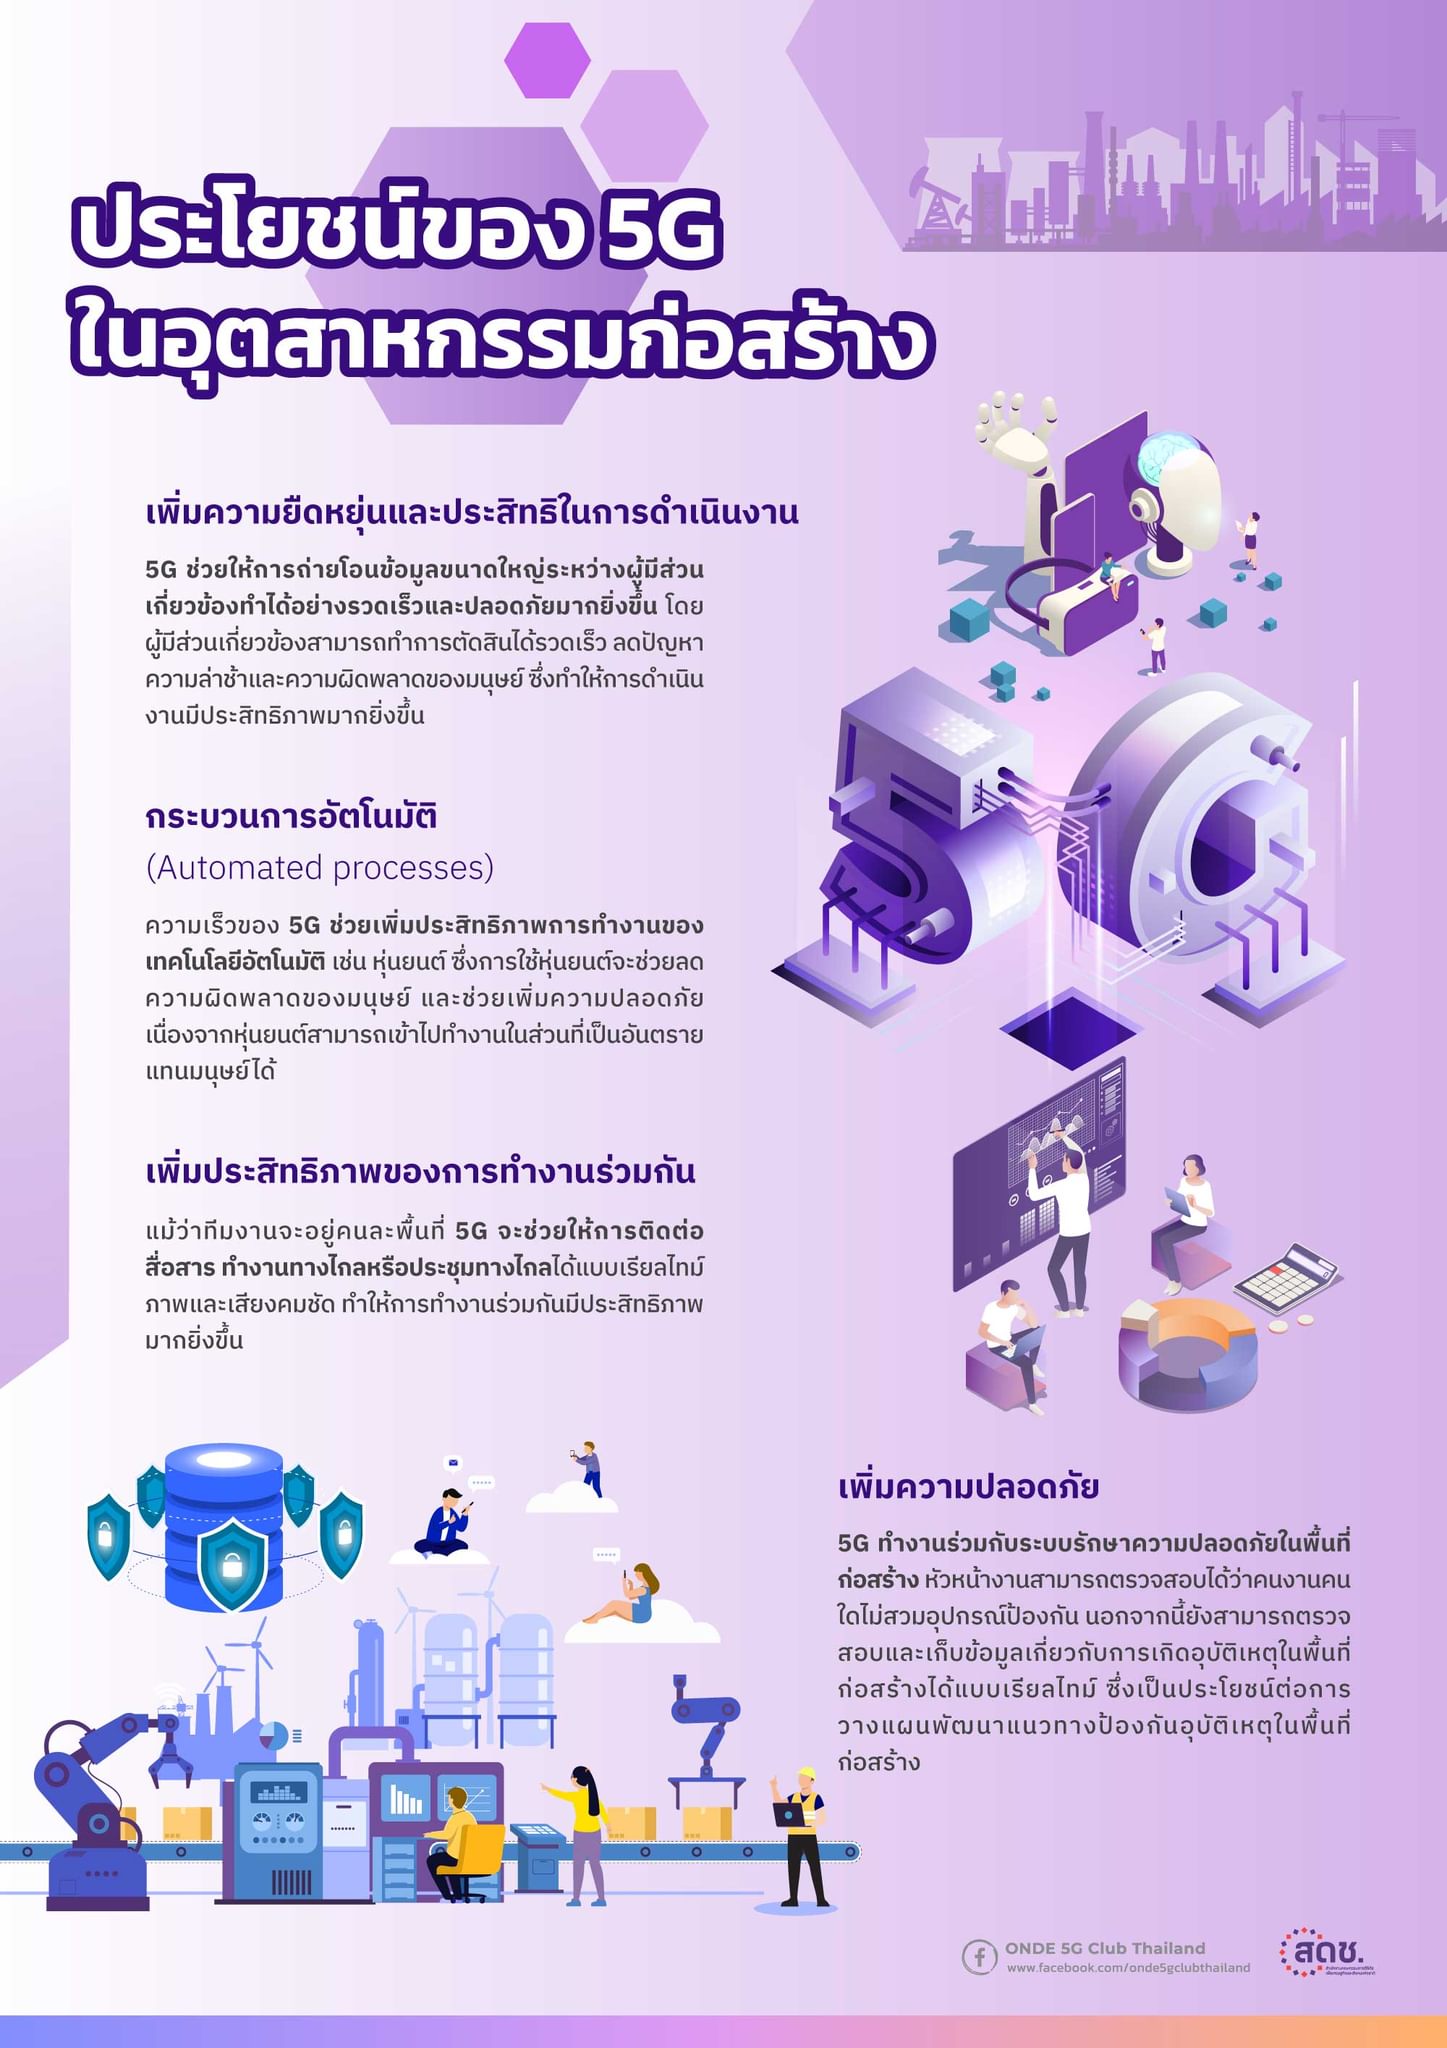 ประโยชน์ของ 5G
ในอุตสาหกรรมก่อสร้าง
เพิ่มความยืดหยุ่นและประสิทธิในการดำเนินงาน
5G ช่วยให้การถ่ายโอนข้อมูลขนาดใหญ่ระหว่างผู้มีส่วน
เกี่ยวข้องทำได้อย่างรวดเร็วและปลอดภัยมากยิ่งขึ้น โดย
ผู้มีส่วนเกี่ยวข้องสามารถทำการตัดสินได้รวดเร็ว ลดปัญหา
ความล่าช้าและความผิดพลาดของมนุษย์ ซึ่งทำให้การดำเนิน
งานมีประสิทธิภาพมากยิ่งขึ้น
กระบวนการอัตโนมัติ
(Automated processes)
ความเร็วของ 5G ช่วยเพิ่มประสิทธิภาพการทำงานของ
เทคโนโลยีอัตโนมัติ เช่น หุ่นยนต์ ซึ่งการใช้หุ่นยนต์จะช่วยลด
ความผิดพลาดของมนุษย์ และช่วยเพิ่มความปลอดภัย
เนื่องจากหุ่นยนต์สามารถเข้าไปทำงานในส่วนที่เป็นอันตราย
แทนมนุษย์ได้
5G
เพิ่มประสิทธิภาพของการทำงานร่วมกัน
แม้ว่าทีมงานจะอยู่คนละพื้นที่ 5G จะช่วยให้การติดต่อ
สื่อสาร ทำงานทางไกลหรือประชุมทางไกลได้แบบเรียลไทม์
ภาพและเสียงคมชัด ทำให้การทำงานร่วมกันมีประสิทธิภาพ
มากยิ่งขึ้น
เพิ่มความปลอดภัย
5G ทำงานร่วมกับระบบรักษาความปลอดภัยในพื้นที่
ก่อสร้าง หัวหน้างานสามารถตรวจสอบได้ว่าคนงานคน
ใดไม่สวมอุปกรณ์ป้องกัน นอกจากนี้ยังสามารถตรวจ
สอบและเก็บข้อมูลเกี่ยวกับการเกิดอุบัติเหตุในพื้นที่
ก่อสร้างได้แบบเรียลไทม์ ซึ่งเป็นประโยชน์ต่อการ
วางแผนพัฒนาแนวทางป้องกันอุบัติเหตุในพื้นที่
ก่อสร้าง
ONDE 5G Club Thailand
www.facebook.com/onde5gclubthailand
สดช.